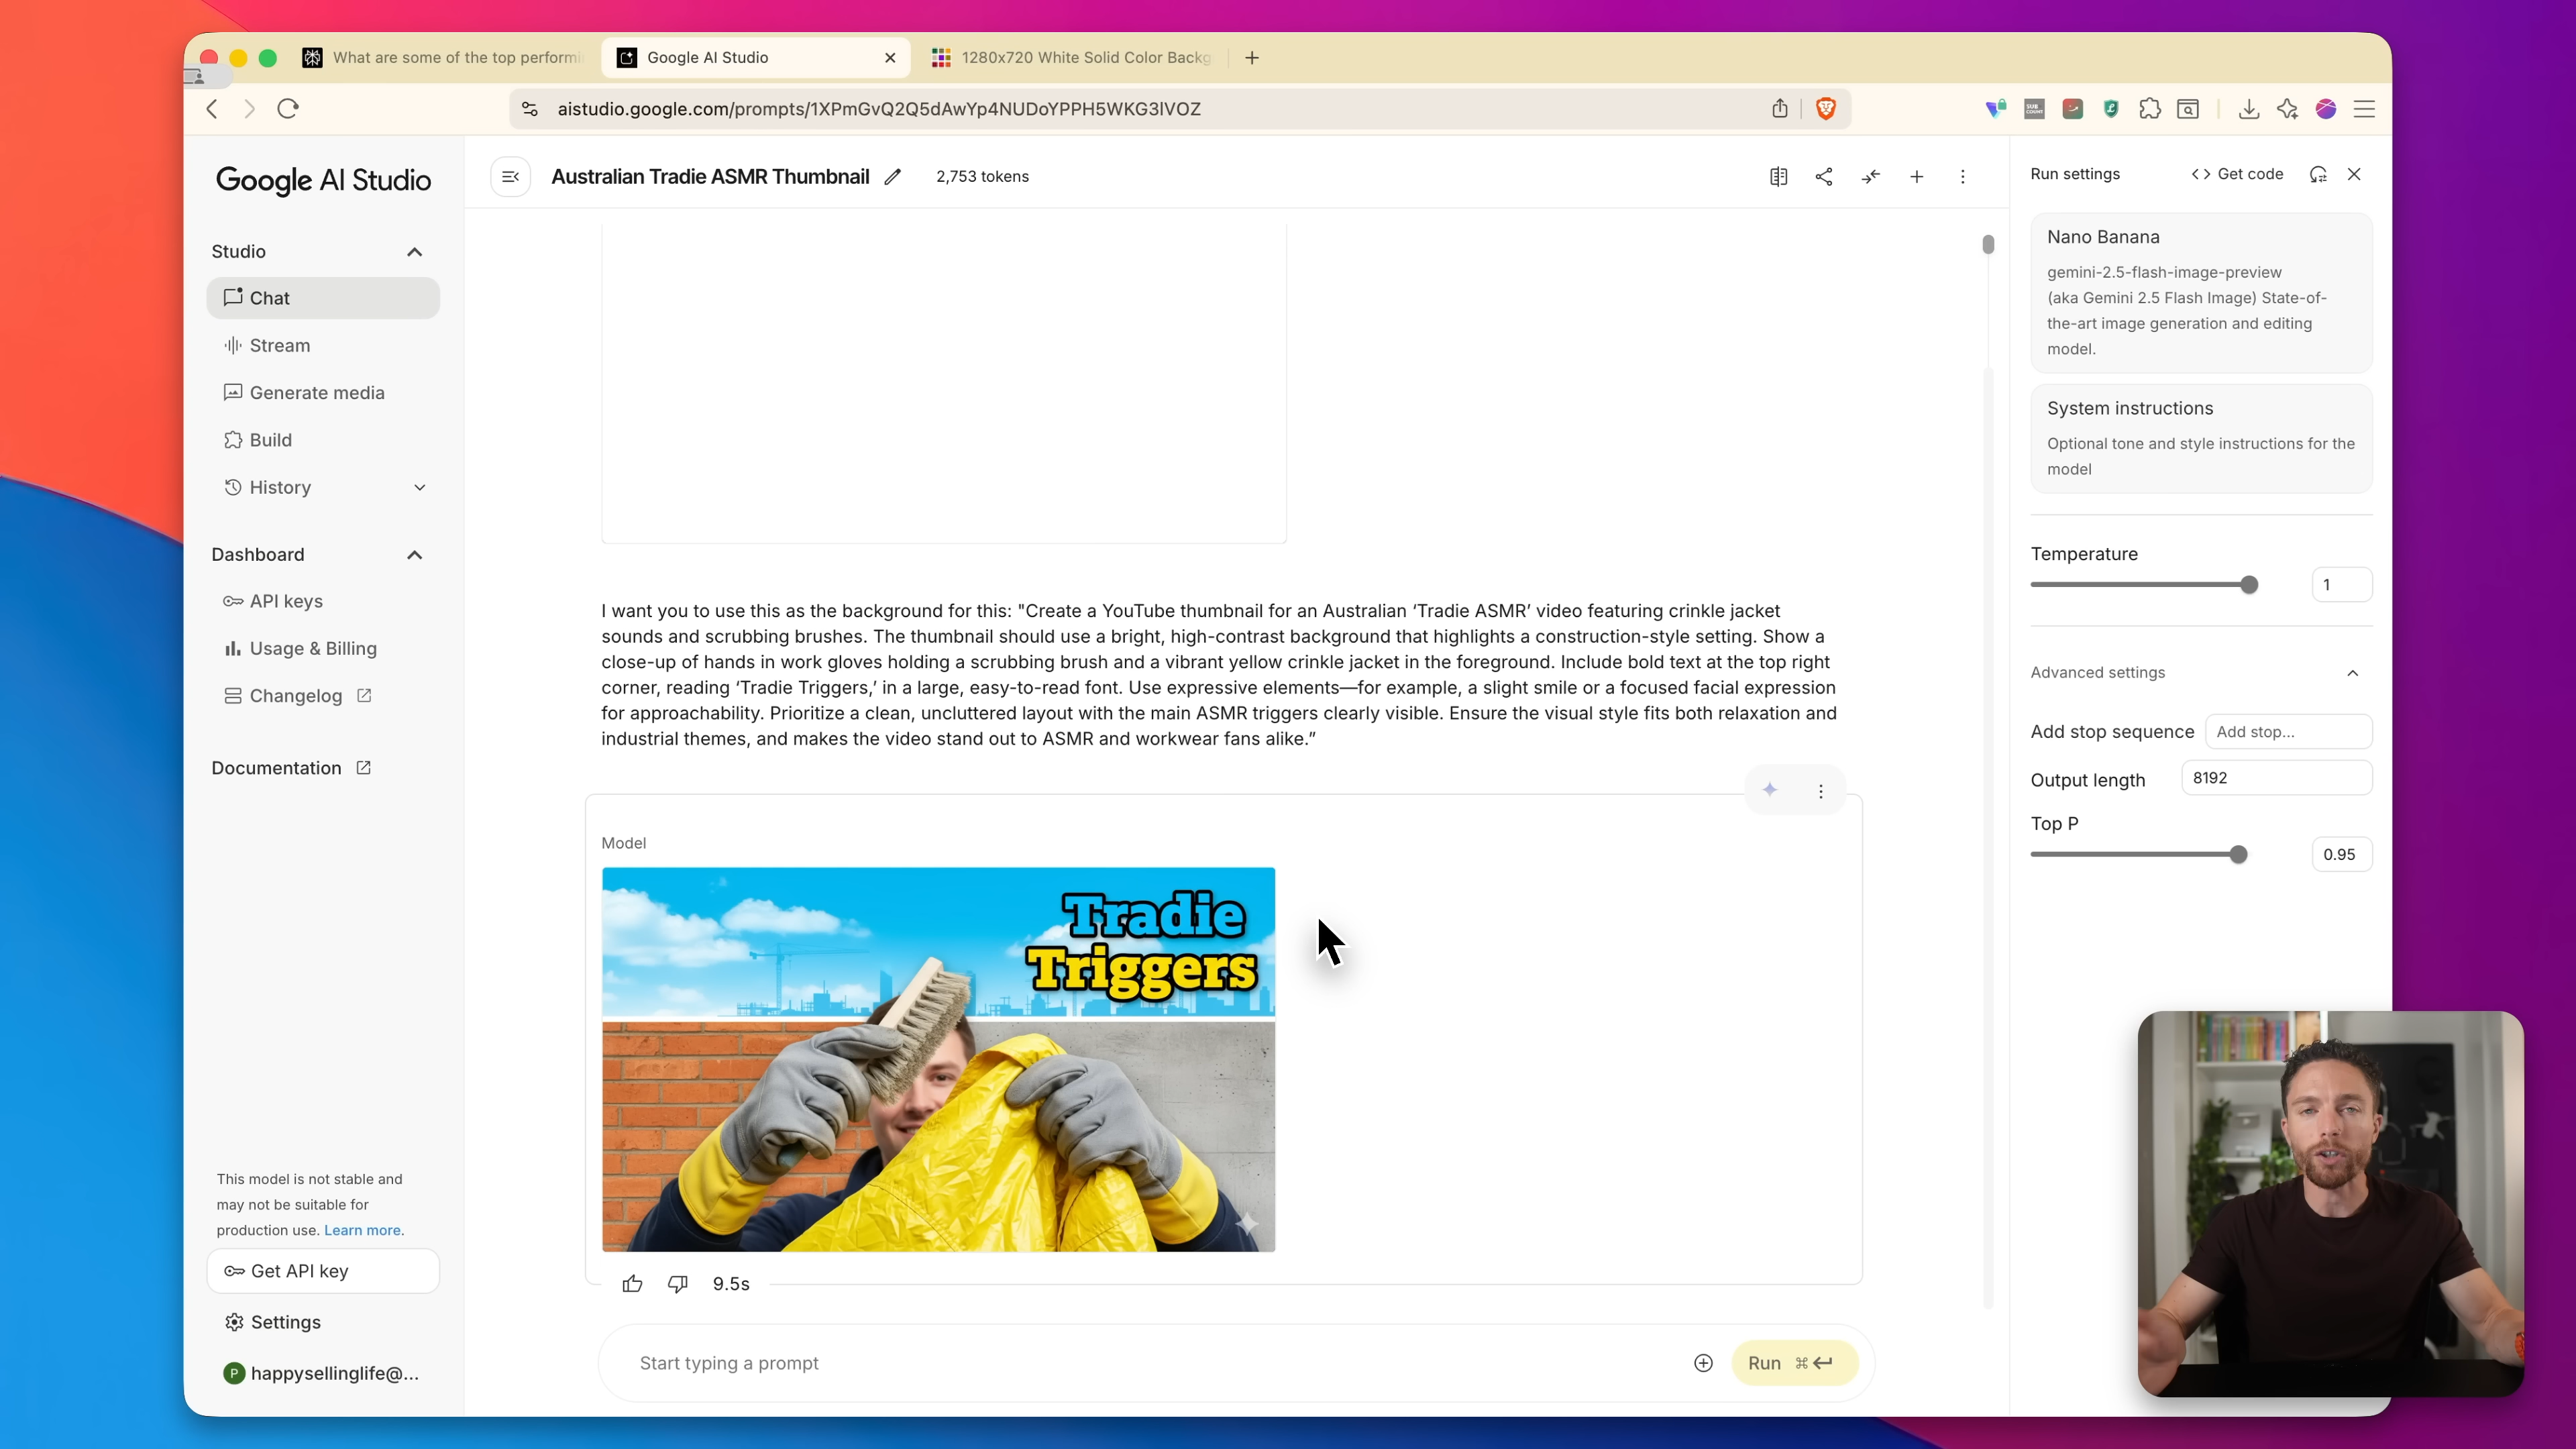 What are some of the top performi
Google AI Studio
1280x720 White Solid Color Backg
aistudio.google.com/prompts/1XPmGvQ2Q5dAwYp4NUDoYPPH5WKG3lVOZ
Google AI Studio
Studio
Chat
Stream
Generate media
Build
History
Dashboard
API keys
Usage & Billing
Changelog
Documentation
This model is not stable and
may not be suitable for
production use. Learn more.
Get API key
Settings
P
happysellinglife@...
Australian Tradie ASMR Thumbnail
2,753 tokens
I want you to use this as the background for this: "Create a YouTube thumbnail for an Australian ‘Tradie ASMR’ video featuring crinkle jacket
sounds and scrubbing brushes. The thumbnail should use a bright, high-contrast background that highlights a construction-style setting. Show a
close-up of hands in work gloves holding a scrubbing brush and a vibrant yellow crinkle jacket in the foreground. Include bold text at the top right
corner, reading ‘Tradie Triggers,’ in a large, easy-to-read font. Use expressive elements—for example, a slight smile or a focused facial expression
for approachability. Prioritize a clean, uncluttered layout with the main ASMR triggers clearly visible. Ensure the visual style fits both relaxation and
industrial themes, and makes the video stand out to ASMR and workwear fans alike.”
Model
Tradie
Triggers
9.5s
Start typing a prompt
Run ⌘↵
Run settings
<> Get code
Nano Banana
gemini-2.5-flash-image-preview
(aka Gemini 2.5 Flash Image) State-of-
the-art image generation and editing
model.
System instructions
Optional tone and style instructions for the
model
Temperature
1
Advanced settings
Add stop sequence
Add stop...
Output length
8192
Top P
0.95